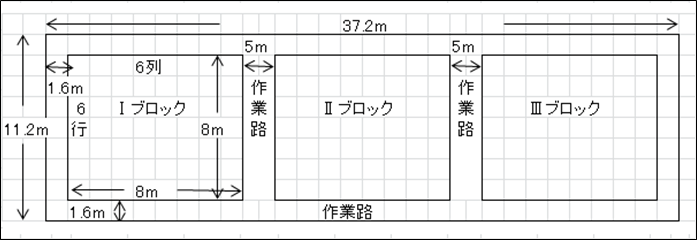 37.2m
5m
5m
6列
1.6m
作業路
作業路
6行
Ⅰブロック
Ⅱブロック
Ⅲブロック
11.2m
8m
8m
1.6m
作業路